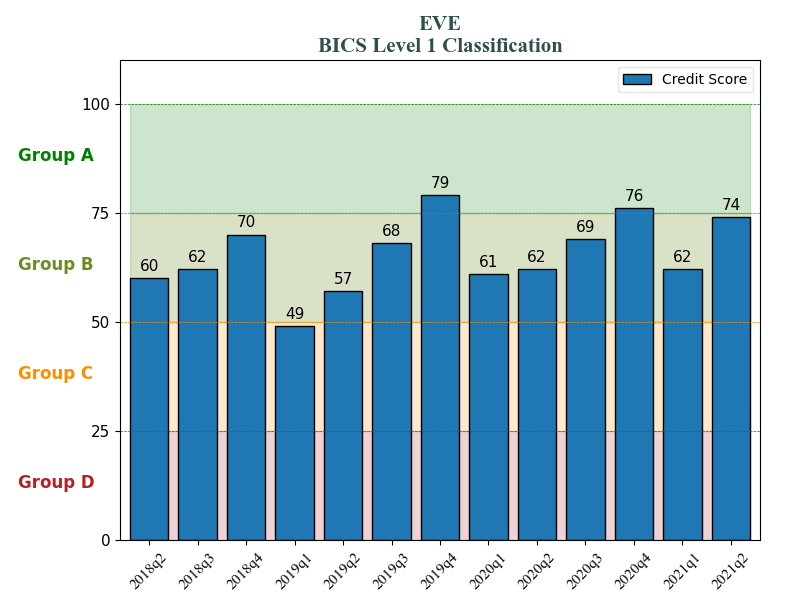 EVE
BICS Level 1 Classification
Credit Score
100
75
50
25
0
Group A
Group B
Group C
Group D
60
62
70
49
57
68
79
61
62
69
76
62
74
2018q2
2018q3
2018q4
2019q1
2019q2
2019q3
2019q4
2020q1
2020q2
2020q3
2020q4
2021q1
2021q2